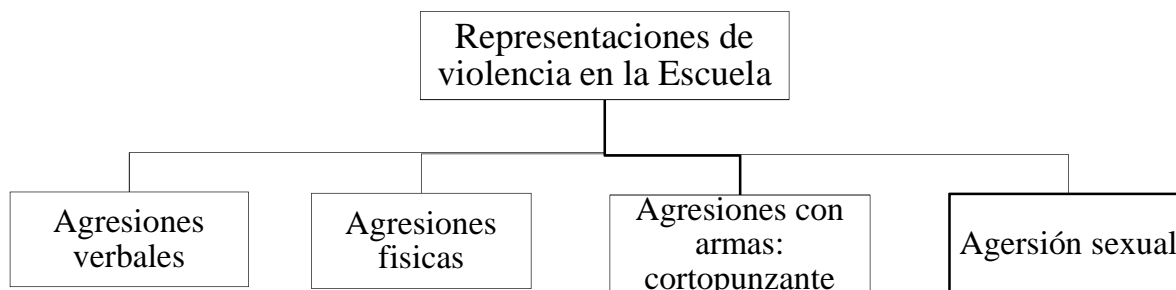 Representaciones de
violencia en la Escuela
Agresiones
verbales
Agresiones
fisicas
Agresiones con
armas:
cortopunzante
Agersión sexual